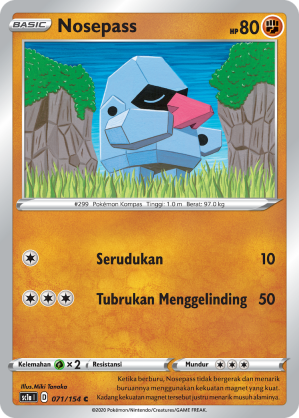 BASIC Nosepass HP80
#299 Pokémon Kompas Tinggi: 1.0 m Berat: 97.0 kg
Serudukan 10
Tubrukan Menggelinding 50
Kelemahan ×2 Resistansi Mundur
Illus.Miki Tanaka
sc1a I D 071/154 C
Ketika berburu, Nosepass tidak bergerak dan menarik
buruannya menggunakan kekuatan magnet yang kuat.
Kadang kekuatan magnet tersebut justru menarik musuh alaminya.
©2020 Pokémon/Nintendo/Creatures/GAME FREAK.